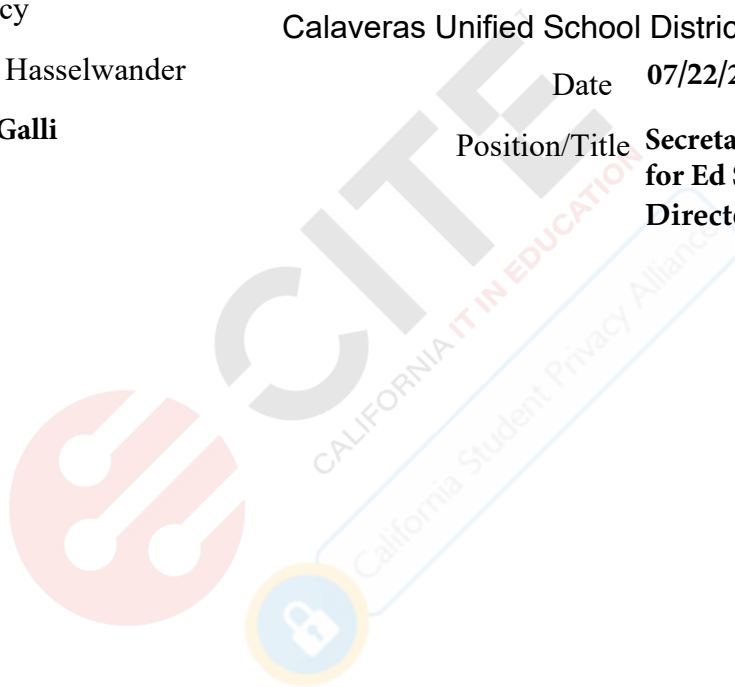 cy
Calaveras Unified School Distric
Hasselwander
Date 07/22/2
Galli
Position/Title Secreta
for Ed S
Directo
CITE
CALIFORNIA IT IN EDUCATION
California Student Privacy Alliance